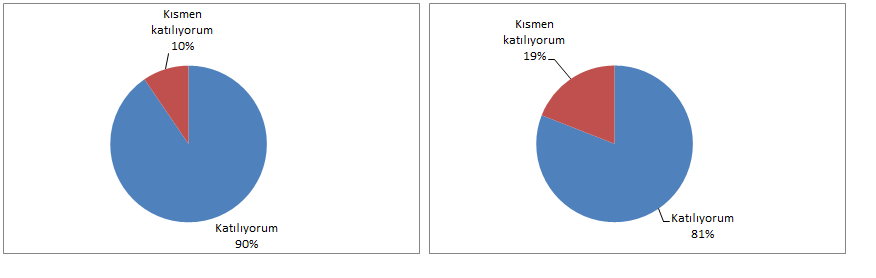 Kısmen
katılıyorum
10%
Katılıyorum
90%
Kısmen
katılıyorum
19%
Katılıyorum
81%